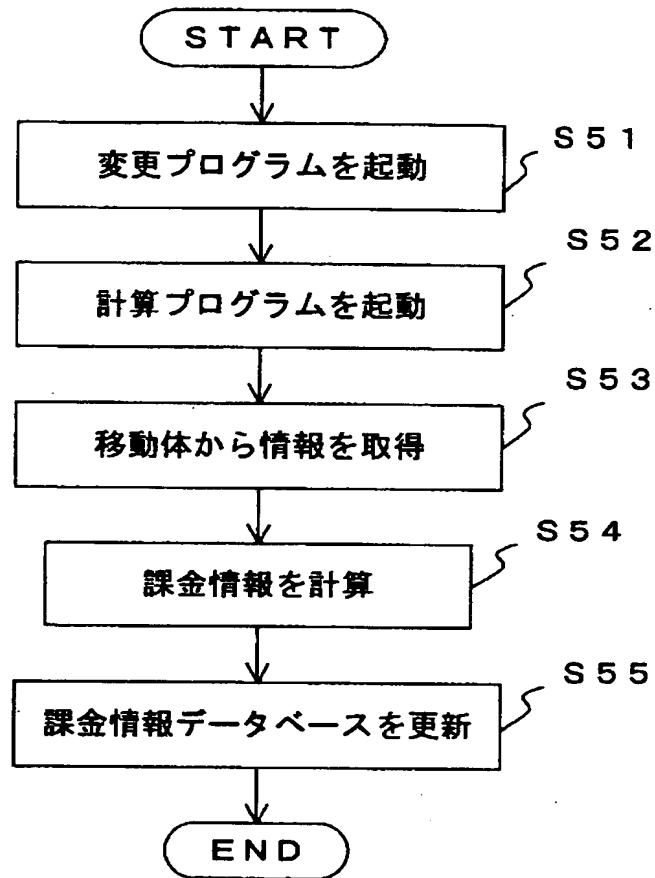 START
S51
変更プログラムを起動
S52
計算プログラムを起動
S53
移動体から情報を取得
S54
課金情報を計算
S55
課金情報データベースを更新
END